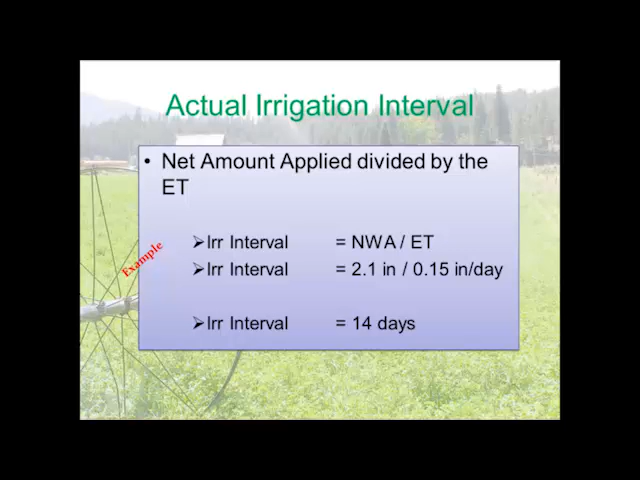 Actual Irrigation Interval
• Net Amount Applied divided by the
ET
➢Irr Interval = NWA / ET
Example
➢Irr Interval = 2.1 in / 0.15 in/day
➢Irr Interval = 14 days